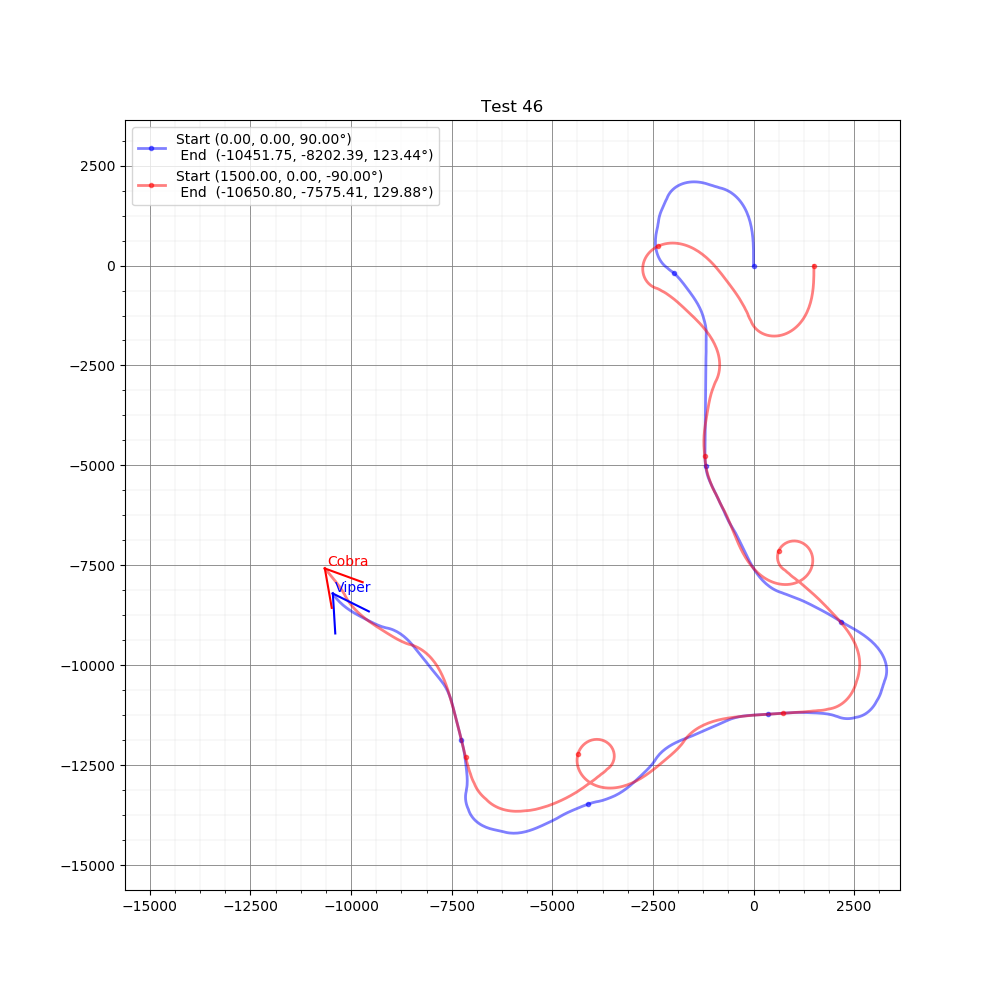 Test 46
Start (0.00, 0.00, 90.00°)
End  (-10451.75, -8202.39, 123.44°)
Start (1500.00, 0.00, -90.00°)
End  (-10650.80, -7575.41, 129.88°)
2500
0
−2500
−5000
−7500
−10000
−12500
−15000
Cobra
Viper
−15000 −12500 −10000 −7500 −5000 −2500 0 2500